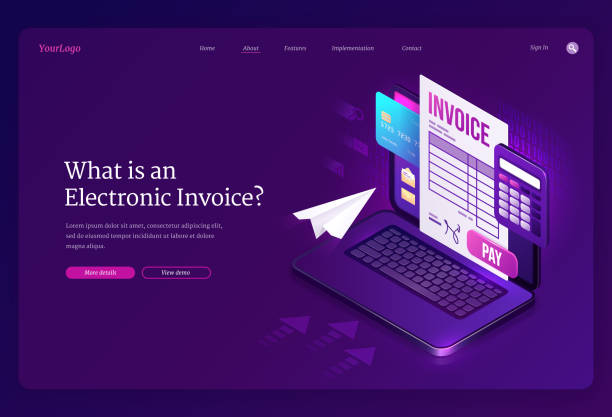 YourLogo
Home
About
Features
Implementation
Contact
Sign In
What is an
Electronic Invoice?
Lorem ipsum dolor sit amet, consectetur adipiscing elit,
sed do eiusmod tempor incididunt ut labore et dolore
magna aliqua.
More details
View demo
INVOICE
PAY